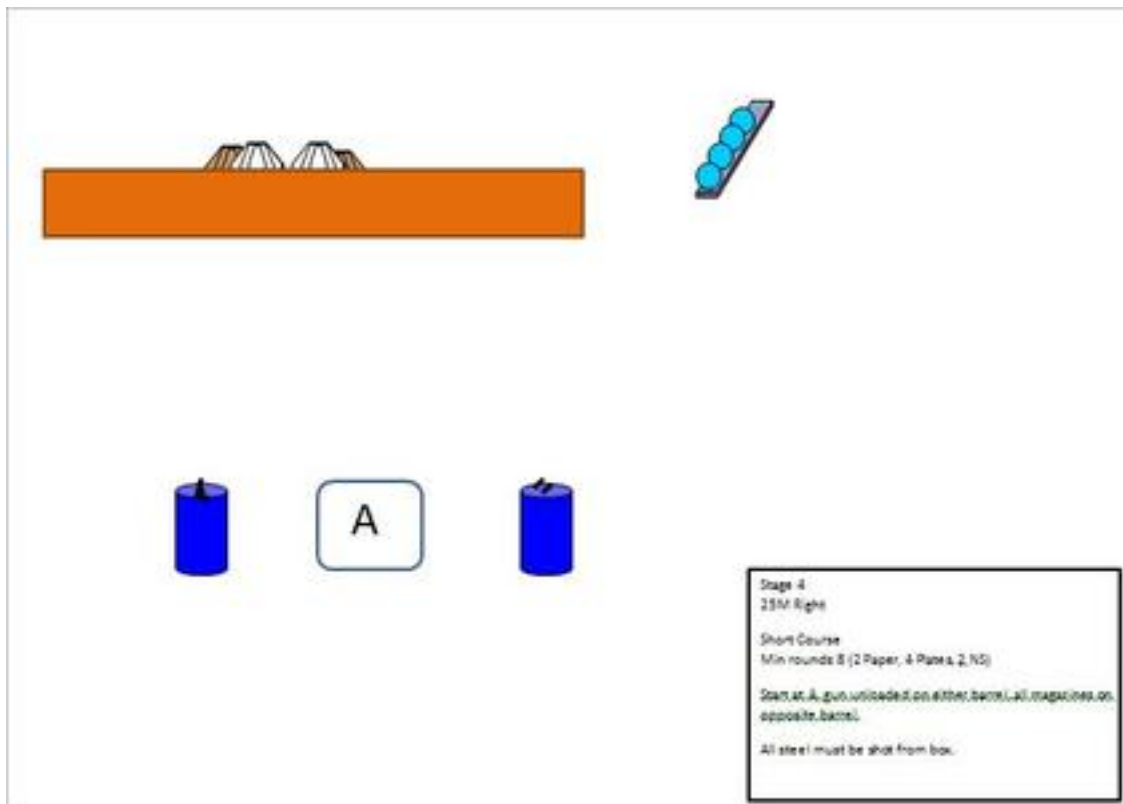 A
Stage 4
25M Right
Short Course
Min rounds 8 (2 Paper, 4 Plates, 2 NS)
Start at A, gun unloaded on either barrel, all magazines on
opposite barrel.
All steel must be shot from box.